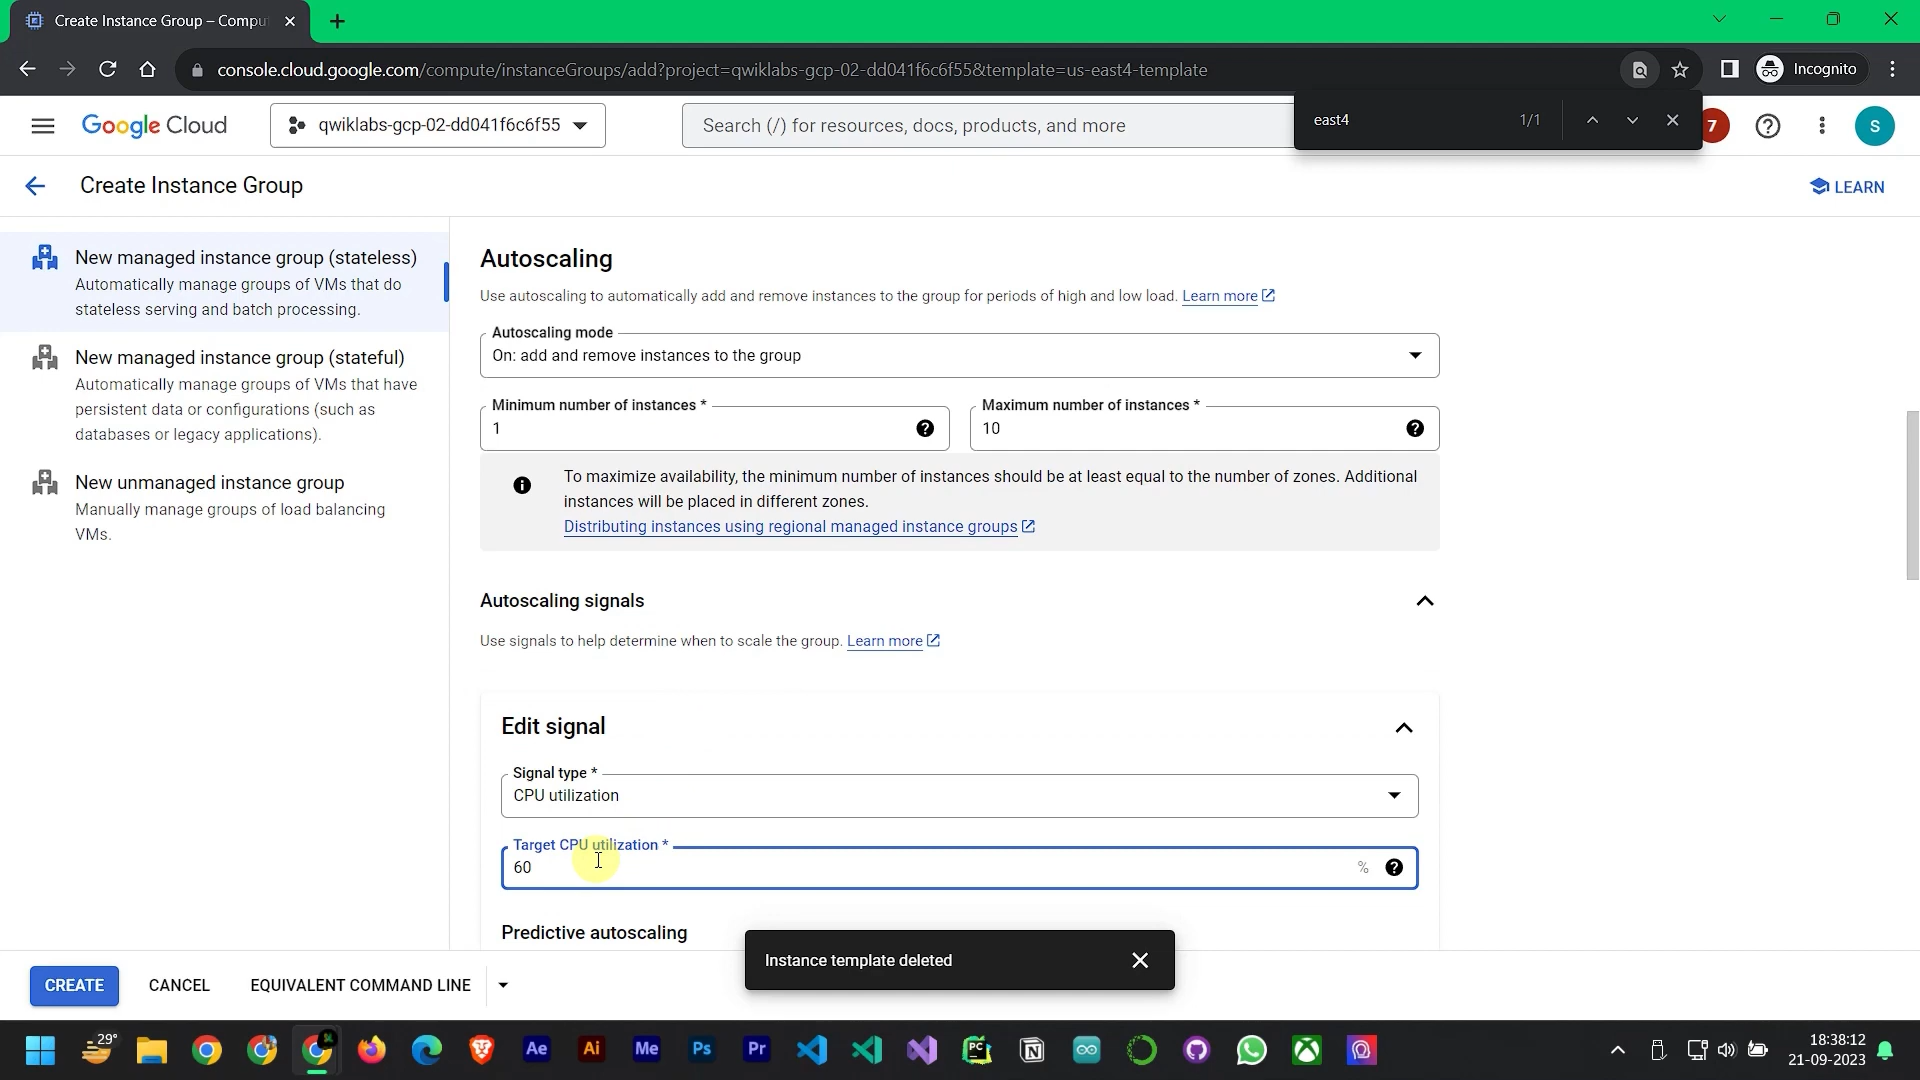 Create Instance Group – Compu
console.cloud.google.com/compute/instanceGroups/add?project=qwiklabs-gcp-02-dd041f6c6f55&template=us-east4-template
Incognito
Google Cloud
qwiklabs-gcp-02-dd041f6c6f55
Search (/) for resources, docs, products, and more
east4
1/1
7
S
Create Instance Group
LEARN
New managed instance group (stateless)
Automatically manage groups of VMs that do
stateless serving and batch processing.
New managed instance group (stateful)
Automatically manage groups of VMs that have
persistent data or configurations (such as
databases or legacy applications).
New unmanaged instance group
Manually manage groups of load balancing
VMs.
Autoscaling
Use autoscaling to automatically add and remove instances to the group for periods of high and low load. Learn more
Autoscaling mode
On: add and remove instances to the group
Minimum number of instances *
1
Maximum number of instances *
10
To maximize availability, the minimum number of instances should be at least equal to the number of zones. Additional
instances will be placed in different zones.
Distributing instances using regional managed instance groups
Autoscaling signals
Use signals to help determine when to scale the group. Learn more
Edit signal
Signal type *
CPU utilization
Target CPU utilization *
60
%
Predictive autoscaling
Instance template deleted
CREATE
CANCEL
EQUIVALENT COMMAND LINE
29°
Ae
Ai
Me
Ps
Pr
PC
N
18:38:12
21-09-2023